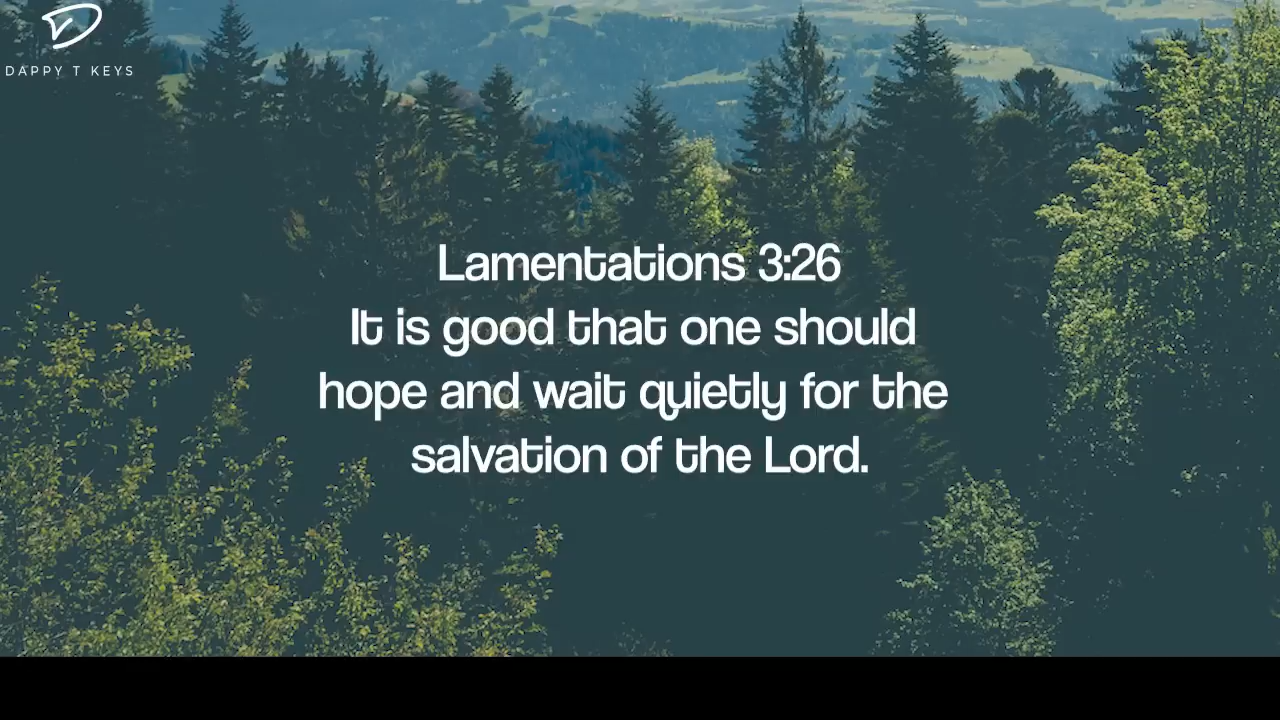 DAPPY T KEYS
Lamentations 3:26
It is good that one should
hope and wait quietly for the
salvation of the Lord.